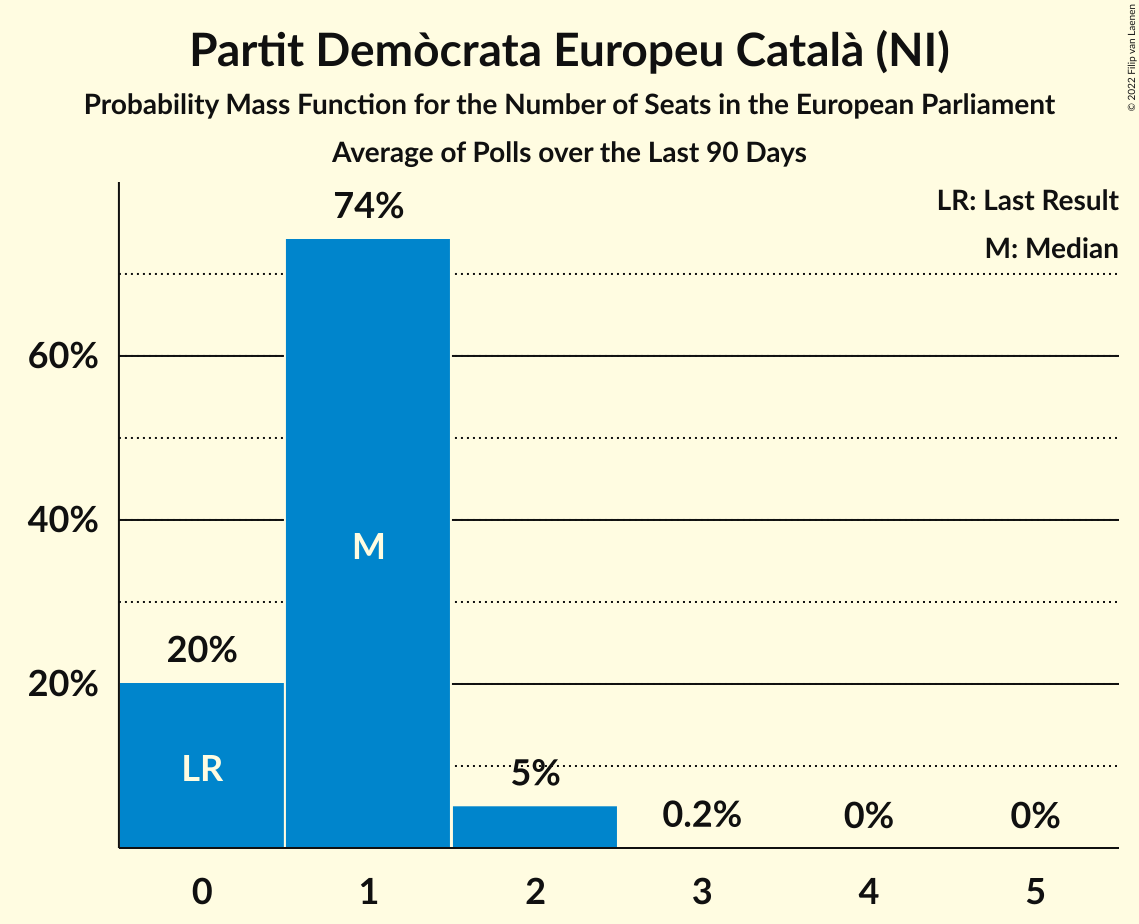 Partit Demòcrata Europeu Català (NI)
Probability Mass Function for the Number of Seats in the European Parliament
Average of Polls over the Last 90 Days
© 2022 Filip van Laenen
LR: Last Result
M: Median
74%
60%
40%
20%
M
20%
LR
5%
0.2%
0%
0%
0 1 2 3 4 5